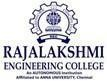 RAJALAKSHMI
ENGINEERING COLLEGE
An AUTONOMOUS Institution
Affiliated to ANNA UNIVERSITY, Chennai